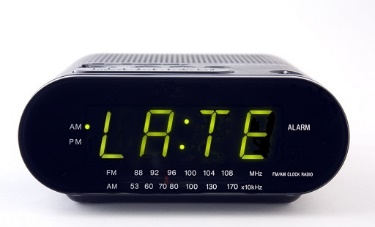 LA:TE
AM
PM
ALARM
FM 88 92 96 100 104 108 MHz
FM/AM CLOCK RADIO
AM 53 60 70 80 100 130 170 x10kHz